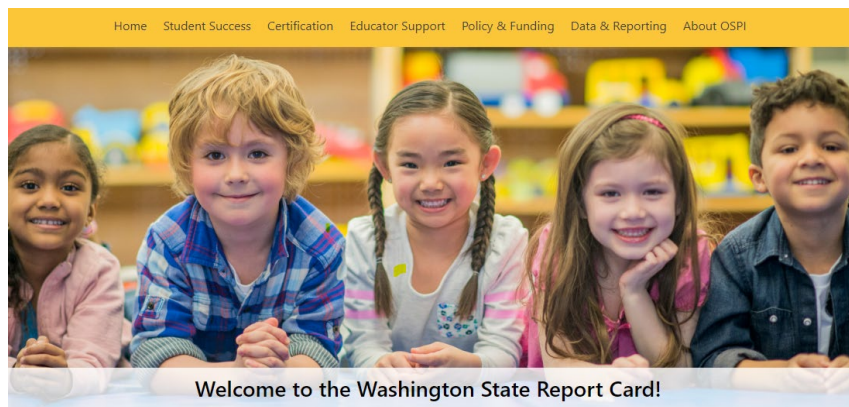 Home Student Success Certification Educator Support Policy & Funding Data & Reporting About OSPI
Welcome to the Washington State Report Card!